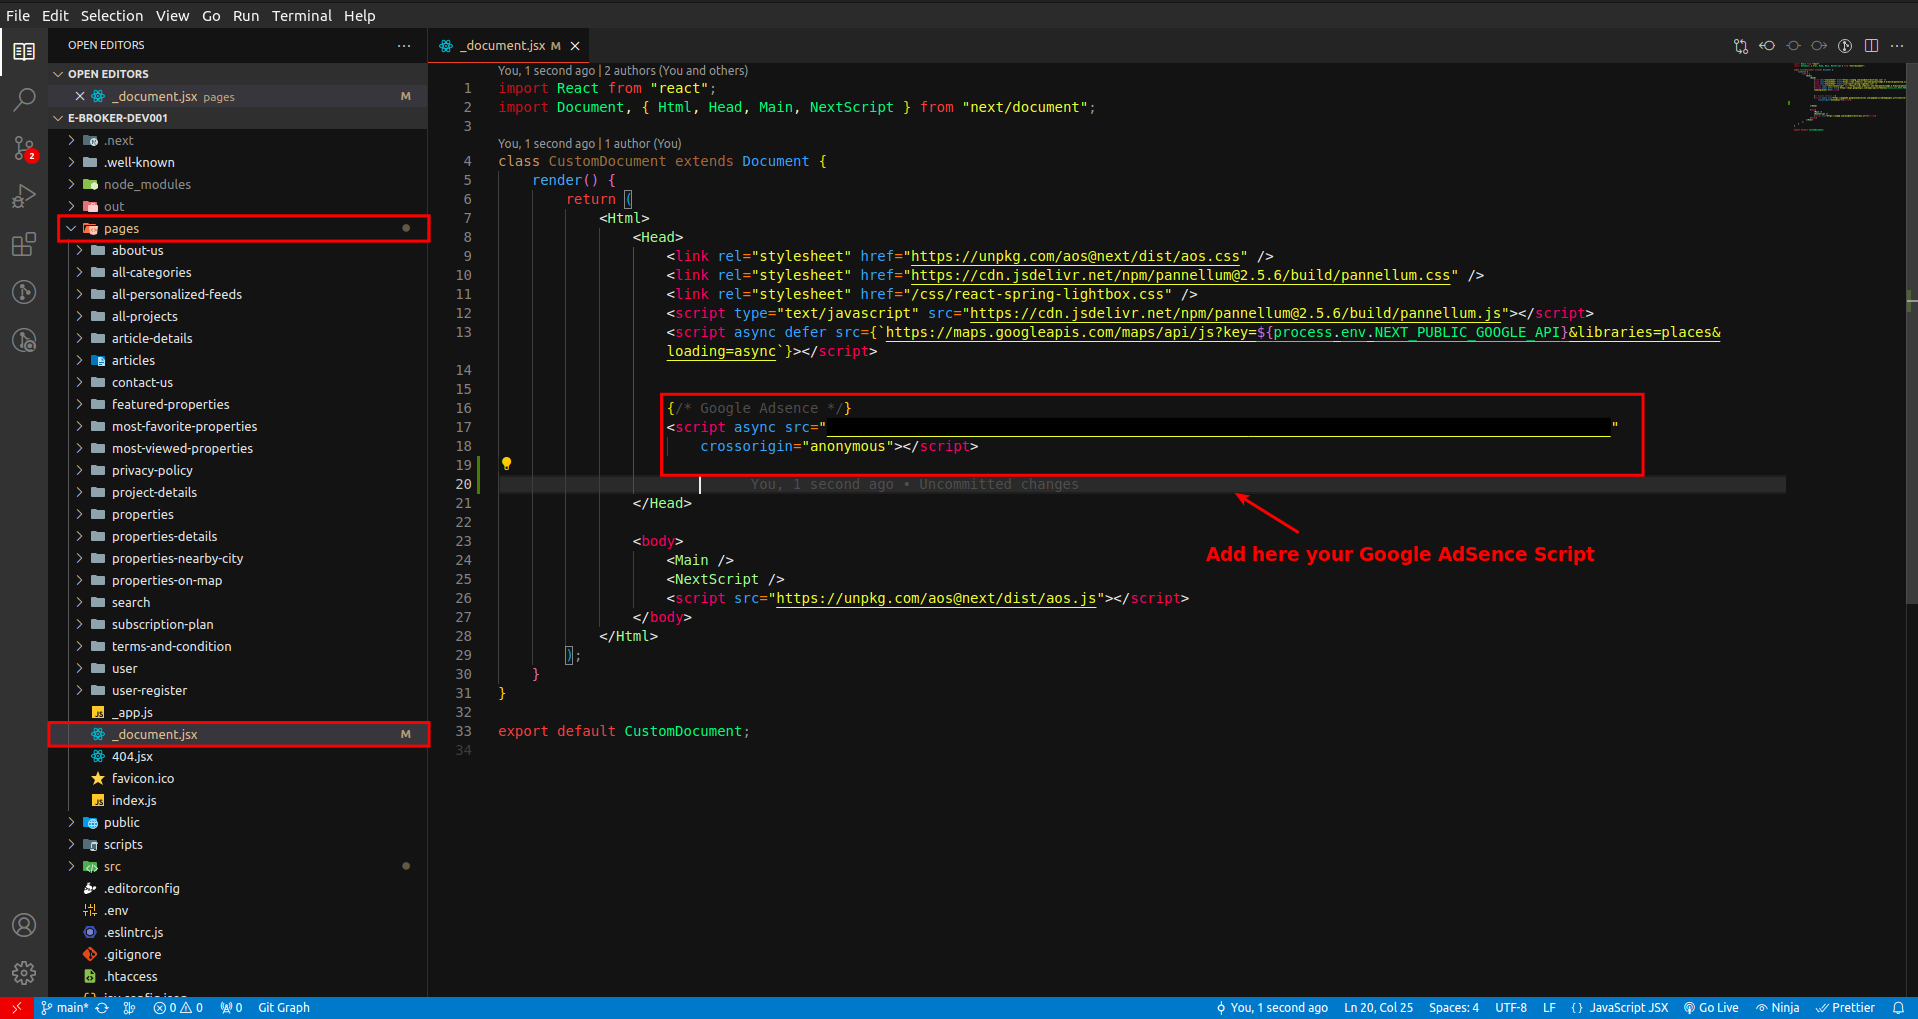 File Edit Selection View Go Run Terminal Help
OPEN EDITORS ···
OPEN EDITORS
_document.jsx pages M
E-BROKER-DEV001
.next
.well-known
node_modules
out
pages
about-us
all-categories
all-personalized-feeds
all-projects
article-details
articles
contact-us
featured-properties
most-favorite-properties
most-viewed-properties
privacy-policy
project-details
properties
properties-details
properties-nearby-city
properties-on-map
search
subscription-plan
terms-and-condition
user
user-register
JS _app.js
_document.jsx M
404.jsx
favicon.ico
JS index.js
public
scripts
src
.editorconfig
.env
.eslintrc.js
.gitignore
.htaccess
2
_document.jsx M
You, 1 second ago | 2 authors (You and others)
1 import React from "react";
2 import Document, { Html, Head, Main, NextScript } from "next/document";
3
You, 1 second ago | 1 author (You)
4 class CustomDocument extends Document {
5 render() {
6 return (
7 <Html>
8 <Head>
9 <link rel="stylesheet" href="https://unpkg.com/aos@next/dist/aos.css" />
10 <link rel="stylesheet" href="https://cdn.jsdelivr.net/npm/pannellum@2.5.6/build/pannellum.css" />
11 <link rel="stylesheet" href="/css/react-spring-lightbox.css" />
12 <script type="text/javascript" src="https://cdn.jsdelivr.net/npm/pannellum@2.5.6/build/pannellum.js"></script>
13 <script async defer src={`https://maps.googleapis.com/maps/api/js?key=${process.env.NEXT_PUBLIC_GOOGLE_API}&libraries=places&
loading=async`}></script>
14
15
16 {/* Google Adsence */}
17 <script async src=" "
18 crossorigin="anonymous"></script>
19
20 You, 1 second ago • Uncommitted changes
21 </Head>
22
23 <body>
24 <Main />
25 <NextScript />
26 <script src="https://unpkg.com/aos@next/dist/aos.js"></script>
27 </body>
28 </Html>
29 );
30 }
31 }
32
33 export default CustomDocument;
34
Add here your Google AdSence Script
main* 0 0 0 Git Graph
You, 1 second ago Ln 20, Col 25 Spaces: 4 UTF-8 LF {} JavaScript JSX Go Live Ninja Prettier